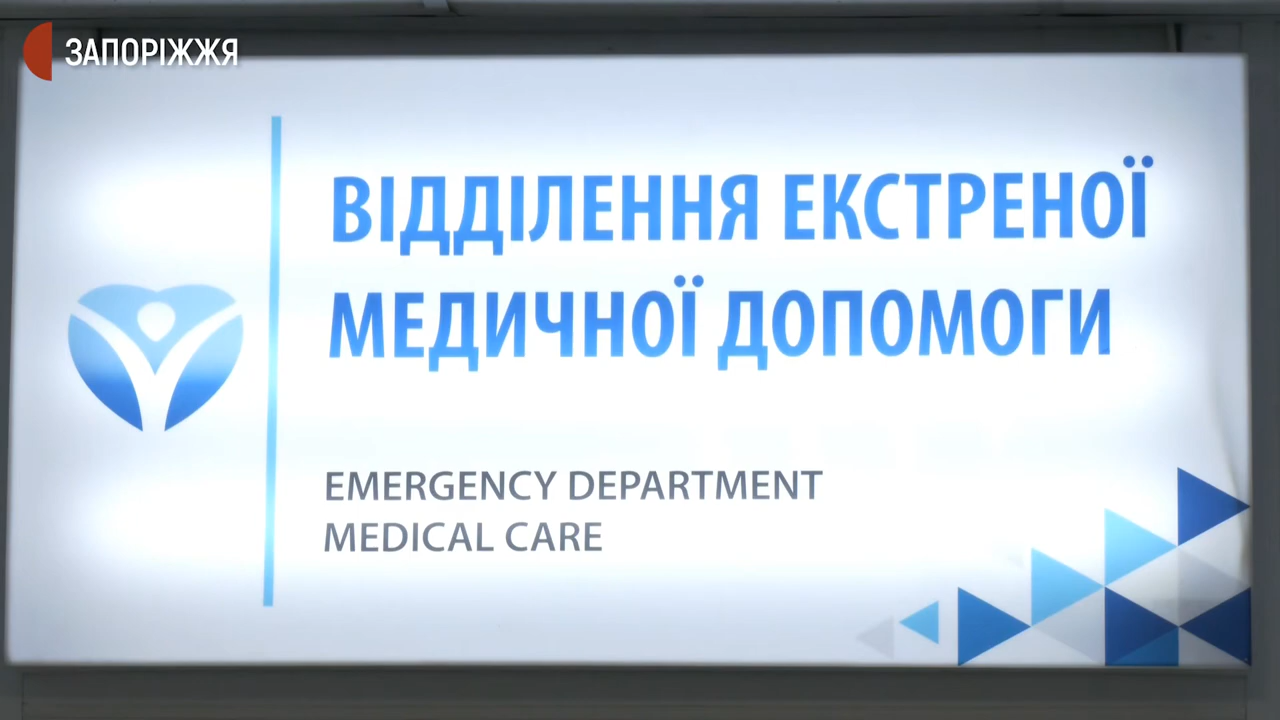 ЗАПОРІЖЖЯ
ВІДДІЛЕННЯ ЕКСТРЕНОЇ
МЕДИЧНОЇ ДОПОМОГИ
EMERGENCY DEPARTMENT
MEDICAL CARE